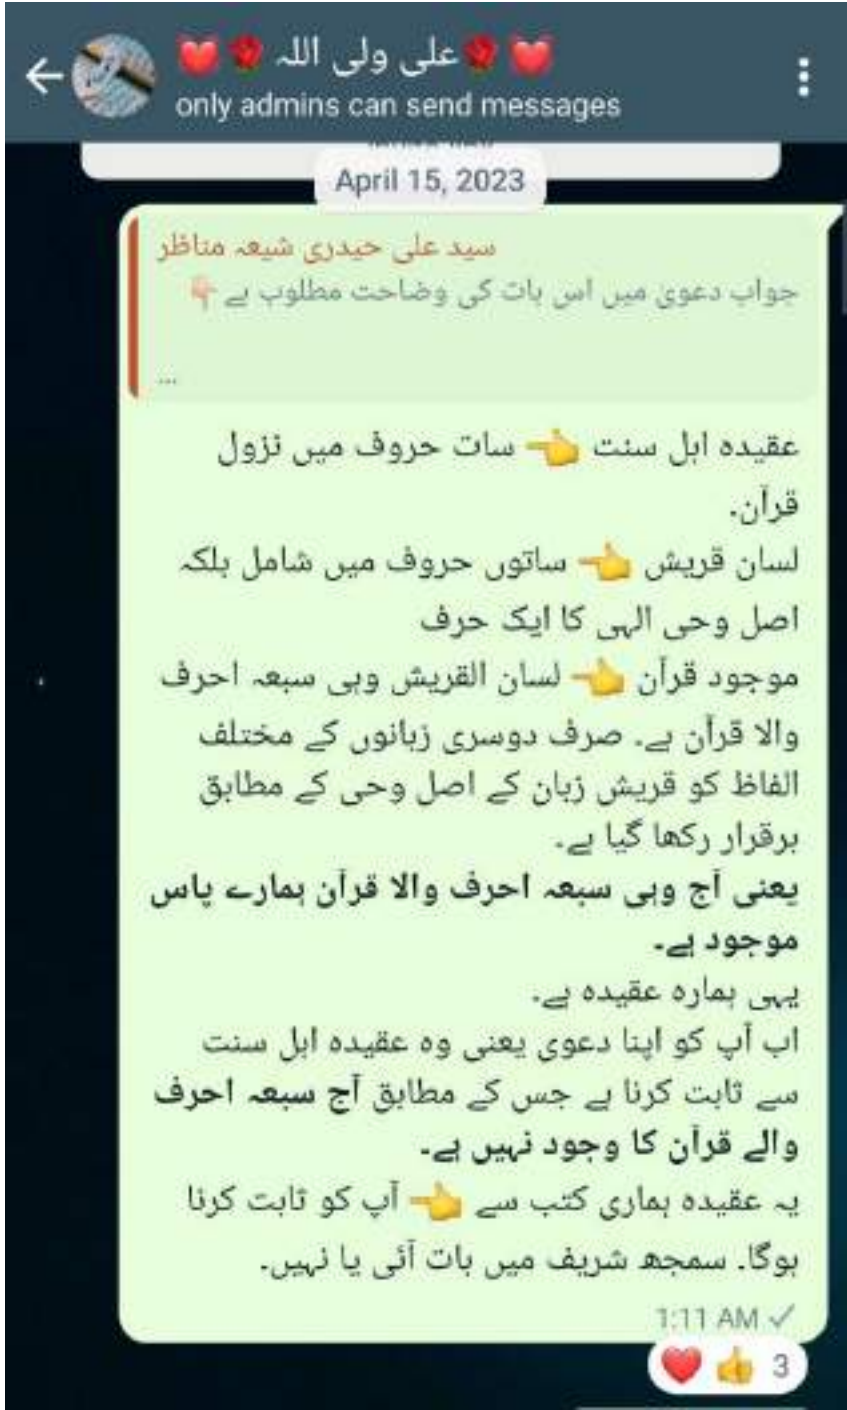 💓🌹علی ولی اللہ🌹💓
only admins can send messages
April 15, 2023
سید علی حیدری شیعہ مناظر
جواب دعویٰ میں اس بات کی وضاحت مطلوب ہے 👇
...
عقیدہ اہل سنت 👈 سات حروف میں نزول
قرآن۔
لسان قریش 👈 ساتوں حروف میں شامل بلکہ
اصل وحی الہی کا ایک حرف
موجود قرآن 👈 لسان القریش وہی سبعہ احرف
والا قرآن ہے۔ صرف دوسری زبانوں کے مختلف
الفاظ کو قریش زبان کے اصل وحی کے مطابق
برقرار رکھا گیا ہے۔
یعنی آج وہی سبعہ احرف والا قرآن ہمارے پاس
موجود ہے۔
یہی ہمارہ عقیدہ ہے۔
اب آپ کو اپنا دعوی یعنی وہ عقیدہ اہل سنت
سے ثابت کرنا ہے جس کے مطابق آج سبعہ احرف
والے قرآن کا وجود نہیں ہے۔
یہ عقیدہ ہماری کتب سے 👈 آپ کو ثابت کرنا
ہوگا۔ سمجھ شریف میں بات آئی یا نہیں۔
1:11 AM ✓
❤️👍 3